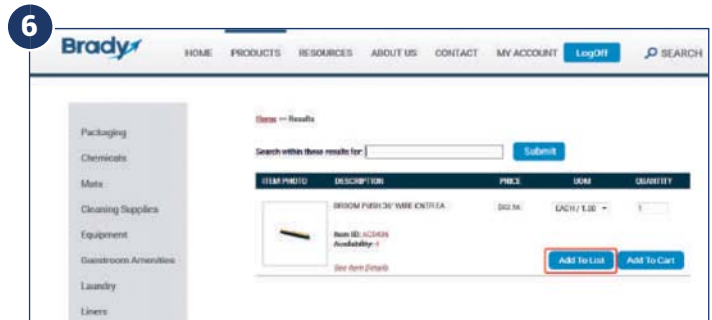 6
Brady
HOME PRODUCTS RESOURCES ABOUT US CONTACT MY ACCOUNT LogOff SEARCH
Home Results
Search within these results for: Submit
Packaging
Chemicals
Mats
Cleaning Supplies
Equipment
Guestroom Amenities
Laundry
Liners
ITEM PHOTO DESCRIPTION PRICE UOM QUANTITY
BROOM PUSH 36" WIRE EACH / 1.00 1
Item ID:
Availability: 4
See Item Details
Add To List Add To Cart